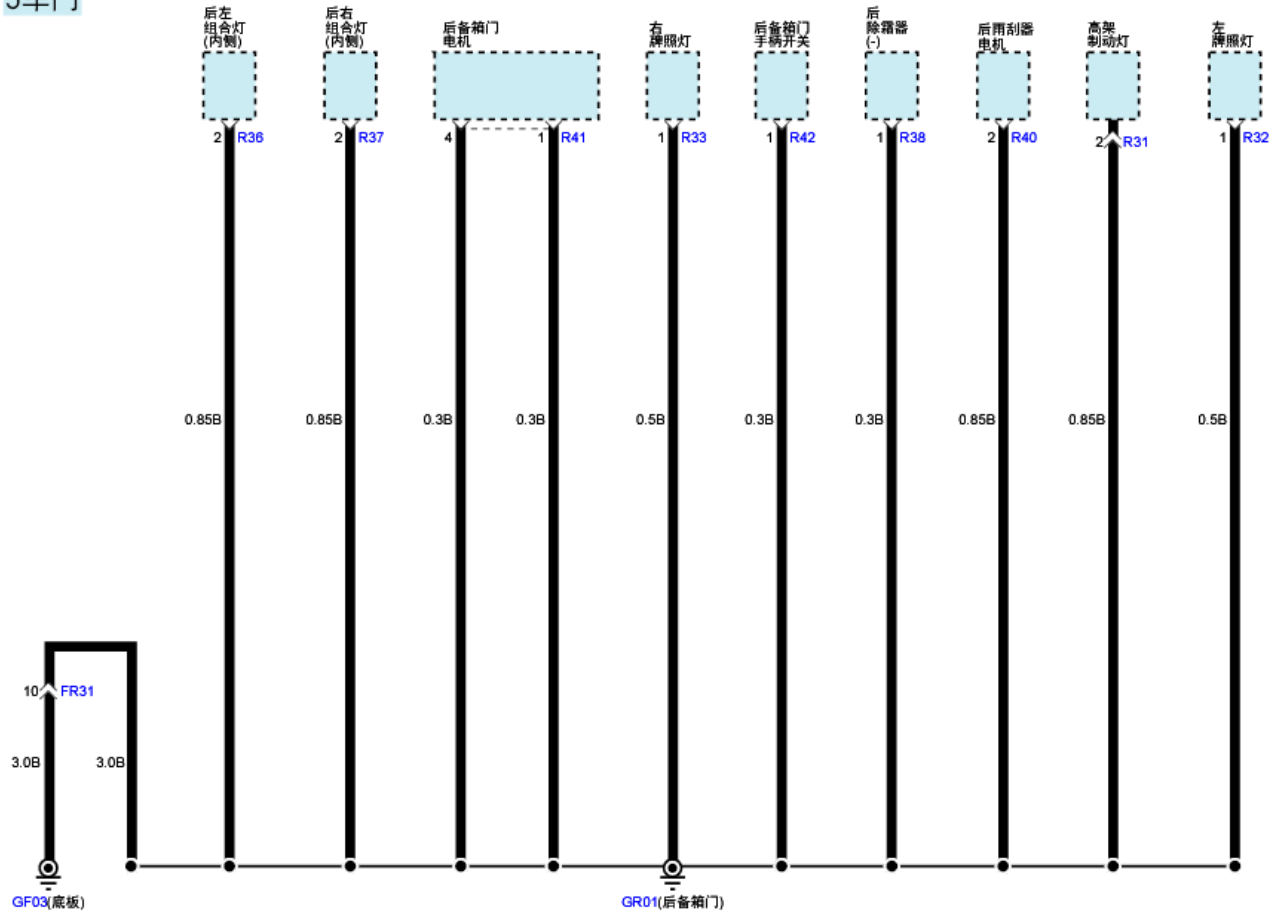 5车门
后左
组合灯
(内侧)
后右
组合灯
(内侧)
后备箱门
电机
右
牌照灯
后备箱门
手柄开关
后
除霜器
(-)
后雨刮器
电机
高架
制动灯
左
牌照灯
2 R36
2 R37
4
1 R41
1 R33
1 R42
1 R38
2 R40
2 R31
1 R32
0.85B
0.85B
0.3B
0.3B
0.5B
0.3B
0.3B
0.85B
0.85B
0.5B
10 FR31
3.0B
3.0B
GF03(底板)
GR01(后备箱门)